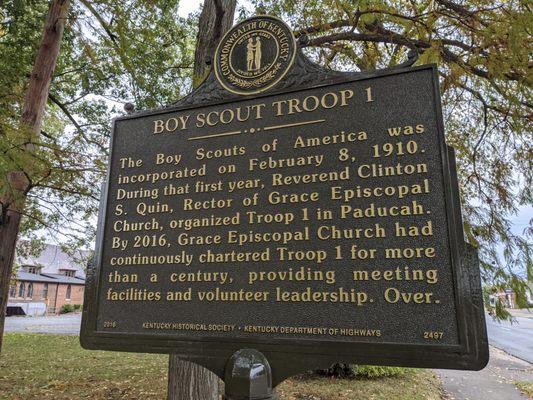 COMMONWEALTH OF KENTUCKY
BOY SCOUT TROOP 1
The Boy Scouts of America was
incorporated on February 8, 1910.
During that first year, Reverend Clinton
S. Quin, Rector of Grace Episcopal
Church, organized Troop 1 in Paducah.
By 2016, Grace Episcopal Church had
continuously chartered Troop 1 for more
than a century, providing meeting
facilities and volunteer leadership. Over.
2016 KENTUCKY HISTORICAL SOCIETY • KENTUCKY DEPARTMENT OF HIGHWAYS 2497